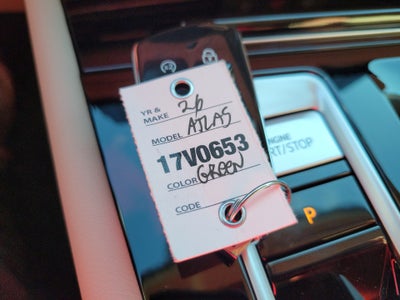 YR &
MAKE 26
MODEL ATLAS
17V0653
COLOR GREEN
CODE
ENGINE
START/STOP
P